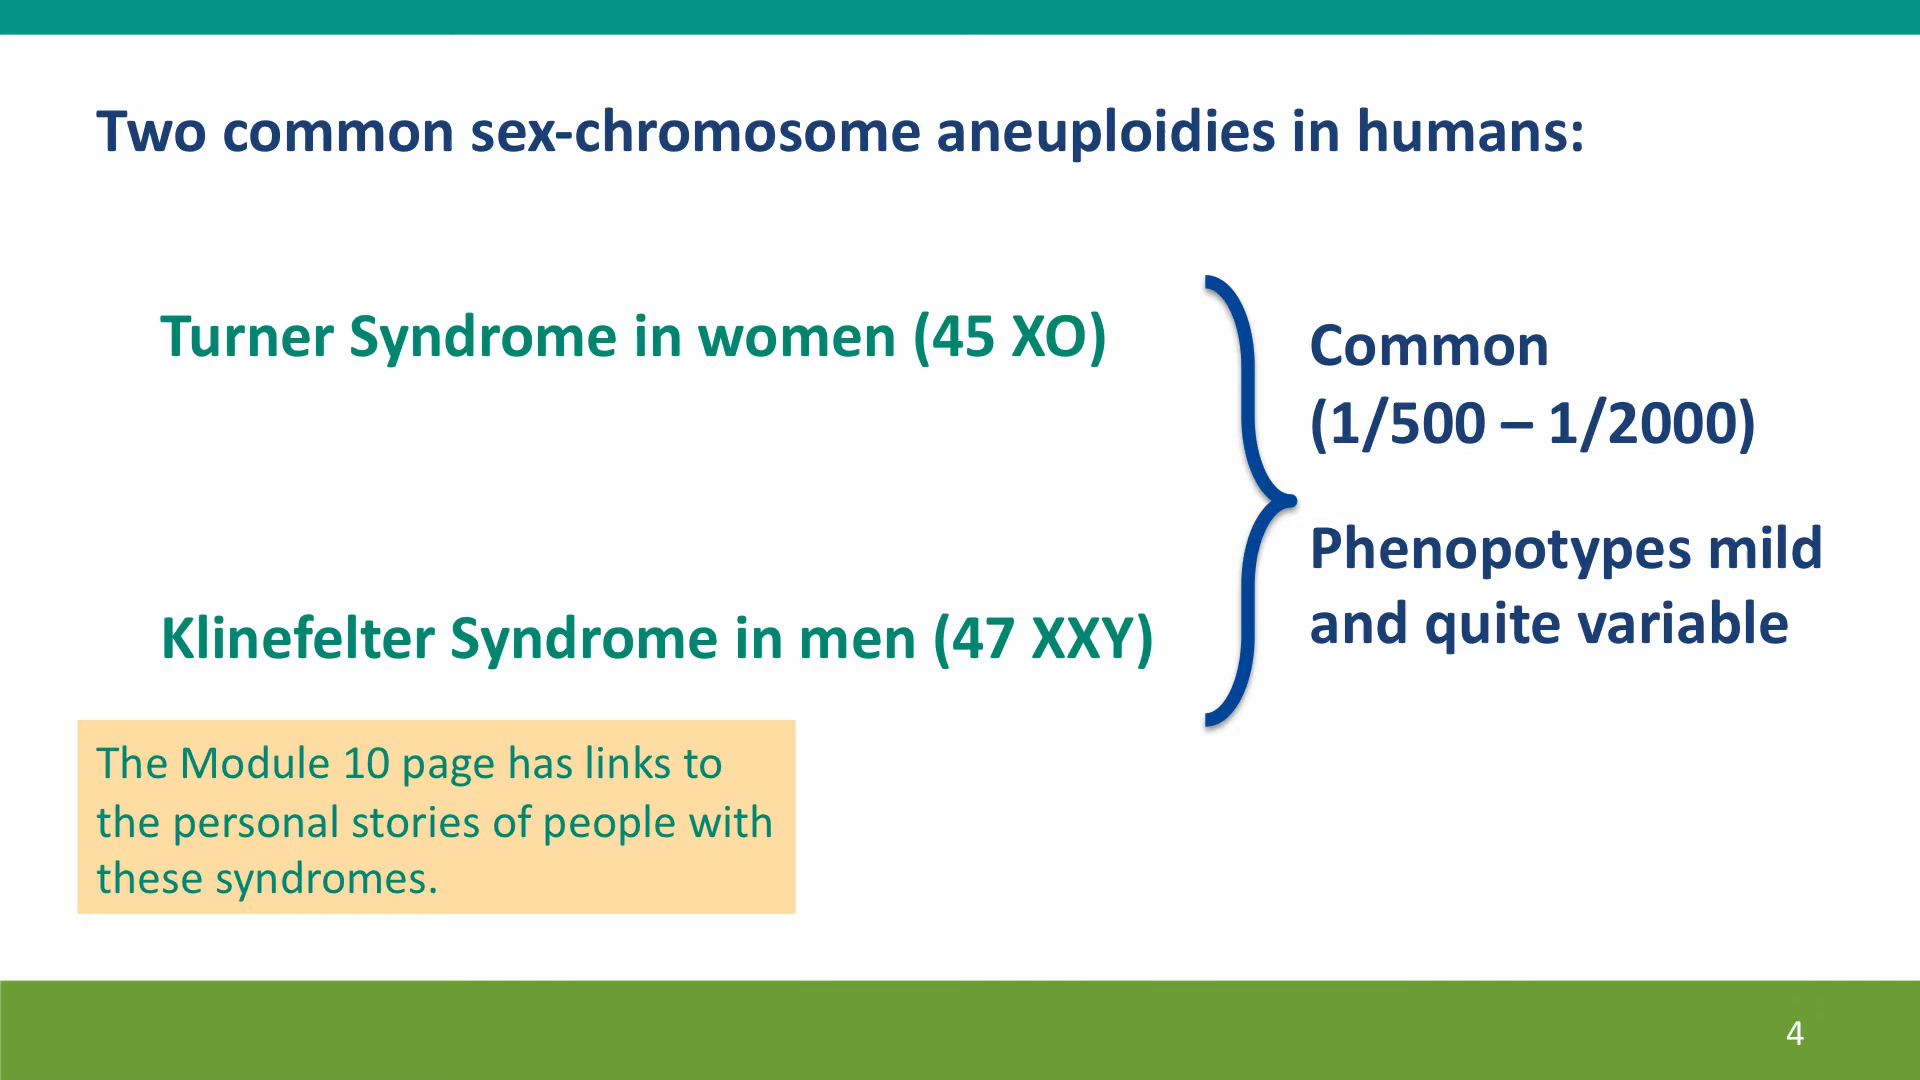 Two common sex-chromosome aneuploidies in humans:
Turner Syndrome in women (45 XO)
Common
(1/500 – 1/2000)
Phenopotypes mild
and quite variable
Klinefelter Syndrome in men (47 XXY)
The Module 10 page has links to
the personal stories of people with
these syndromes.
4